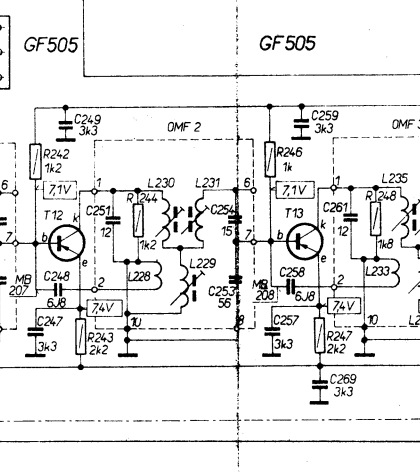 GF505
GF505
C249
3k3
C259
3k3
OMF 2
OMF 3
R242
1k2
R246
1k
6
7,1V
1
L230
L231
6
7,1V
1
L235
R 244
C251
12
C254
15
R 248
C261
12
T12
k
T13
k
7
b
1k2
7
b
1k8
e
L229
e
MB
207
C248
6J8
L228
2
C253
56
MB
208
C258
6J8
L233
2
7,4V
7,4V
C247
3k3
R243
2k2
10
8
C257
3k3
R247
2k2
10
C269
3k3